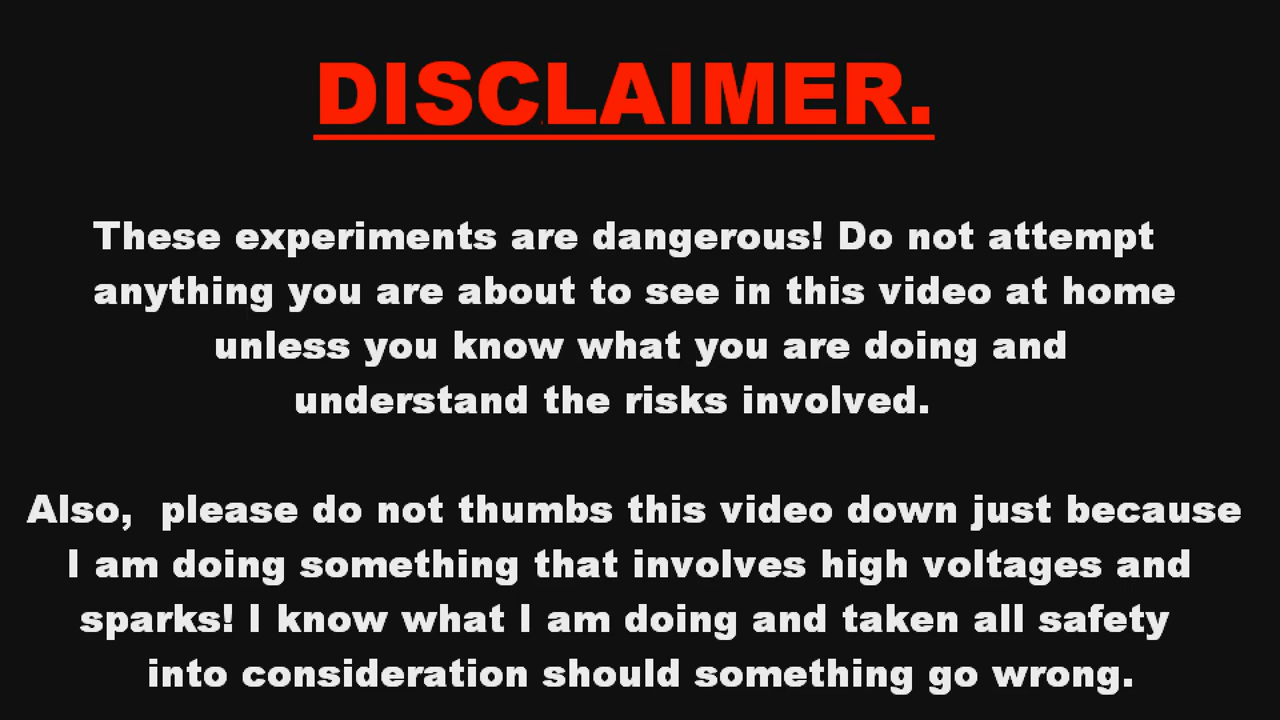 DISCLAIMER.
These experiments are dangerous! Do not attempt
anything you are about to see in this video at home
unless you know what you are doing and
understand the risks involved.
Also,  please do not thumbs this video down just because
I am doing something that involves high voltages and
sparks! I know what I am doing and taken all safety
into consideration should something go wrong.